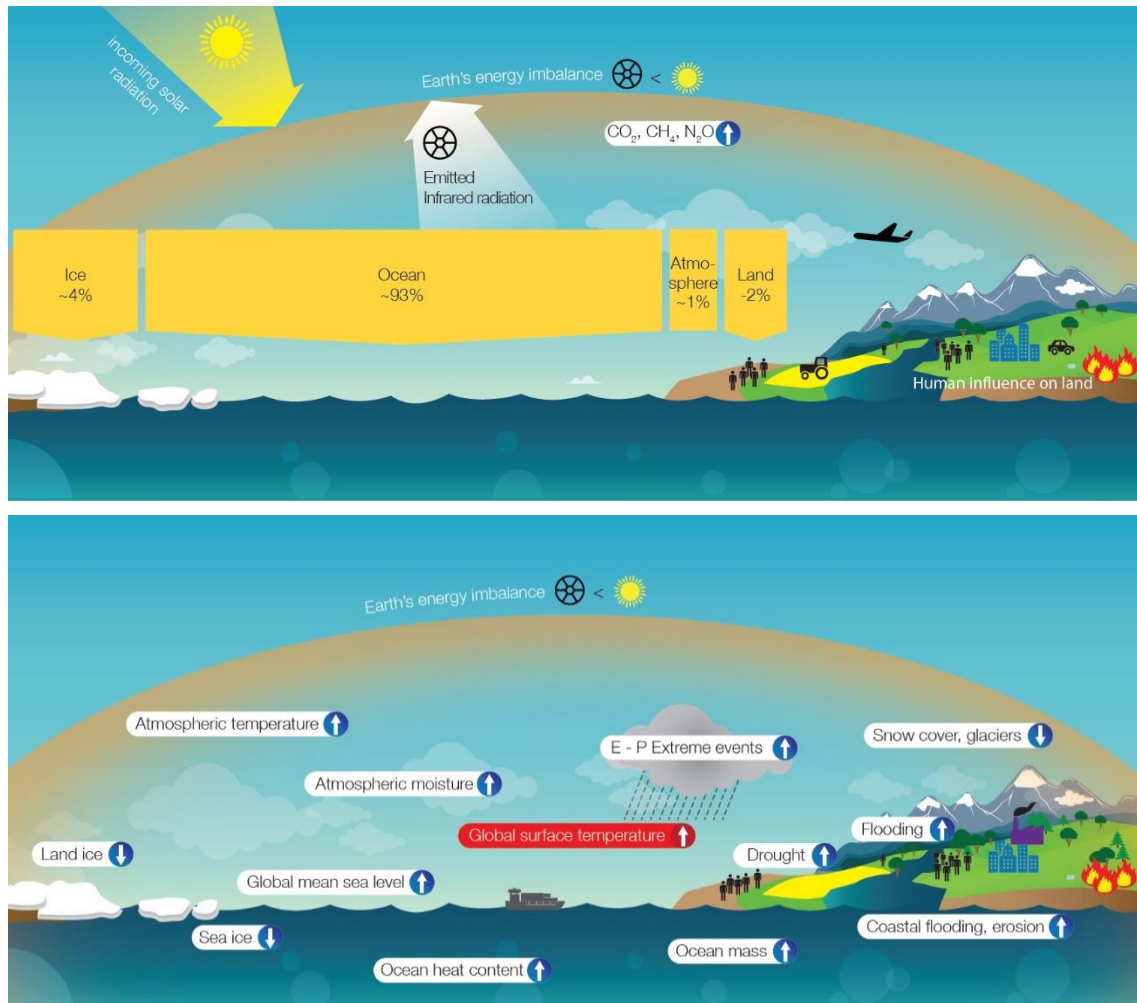 incoming solar
radiation
Earth's energy imbalance <
CO₂, CH₄, N₂O
Emitted
Infrared radiation
Ice
~4%
Ocean
~93%
Atmo-
sphere
~1%
Land
-2%
Human influence on land
Earth's energy imbalance <
Atmospheric temperature
E - P Extreme events
Snow cover, glaciers
Atmospheric moisture
Global surface temperature
Flooding
Land ice
Drought
Global mean sea level
Coastal flooding, erosion
Sea ice
Ocean mass
Ocean heat content